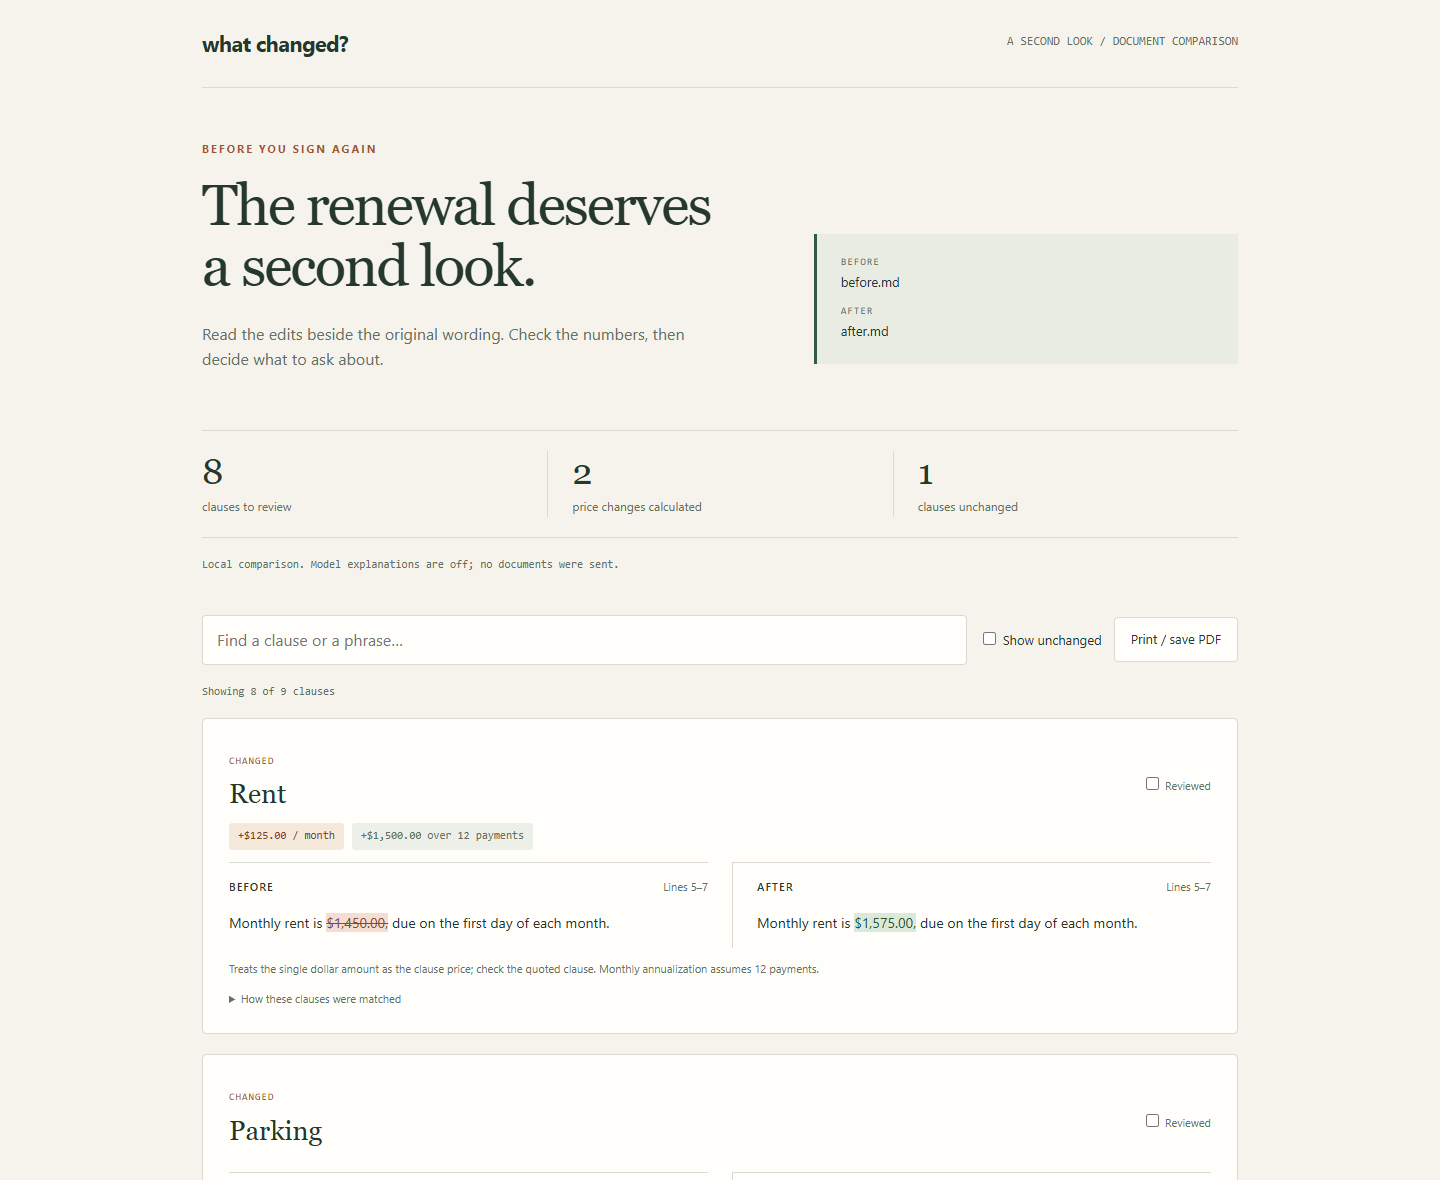 what changed?
A SECOND LOOK / DOCUMENT COMPARISON
BEFORE YOU SIGN AGAIN
The renewal deserves
a second look.
Read the edits beside the original wording. Check the numbers, then
decide what to ask about.
BEFORE
before.md
AFTER
after.md
8
clauses to review
2
price changes calculated
1
clauses unchanged
Local comparison. Model explanations are off; no documents were sent.
Find a clause or a phrase...
Show unchanged
Print / save PDF
Showing 8 of 9 clauses
CHANGED
Rent
Reviewed
+$125.00 / month
+$1,500.00 over 12 payments
BEFORE
Lines 5–7
Monthly rent is $1,450.00, due on the first day of each month.
AFTER
Lines 5–7
Monthly rent is $1,575.00, due on the first day of each month.
Treats the single dollar amount as the clause price; check the quoted clause. Monthly annualization assumes 12 payments.
How these clauses were matched
CHANGED
Parking
Reviewed